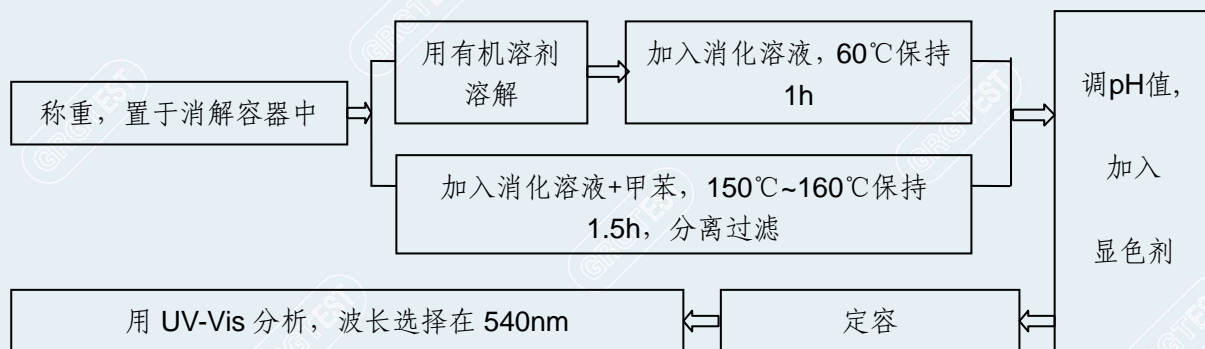 称重，置于消解容器中
用有机溶剂
溶解
加入消化溶液，60℃保持
1h
加入消化溶液+甲苯，150℃~160℃保持
1.5h，分离过滤
调pH值，
加入
显色剂
定容
用 UV-Vis 分析，波长选择在 540nm
GRGTEST
GRGTEST
GRGTEST